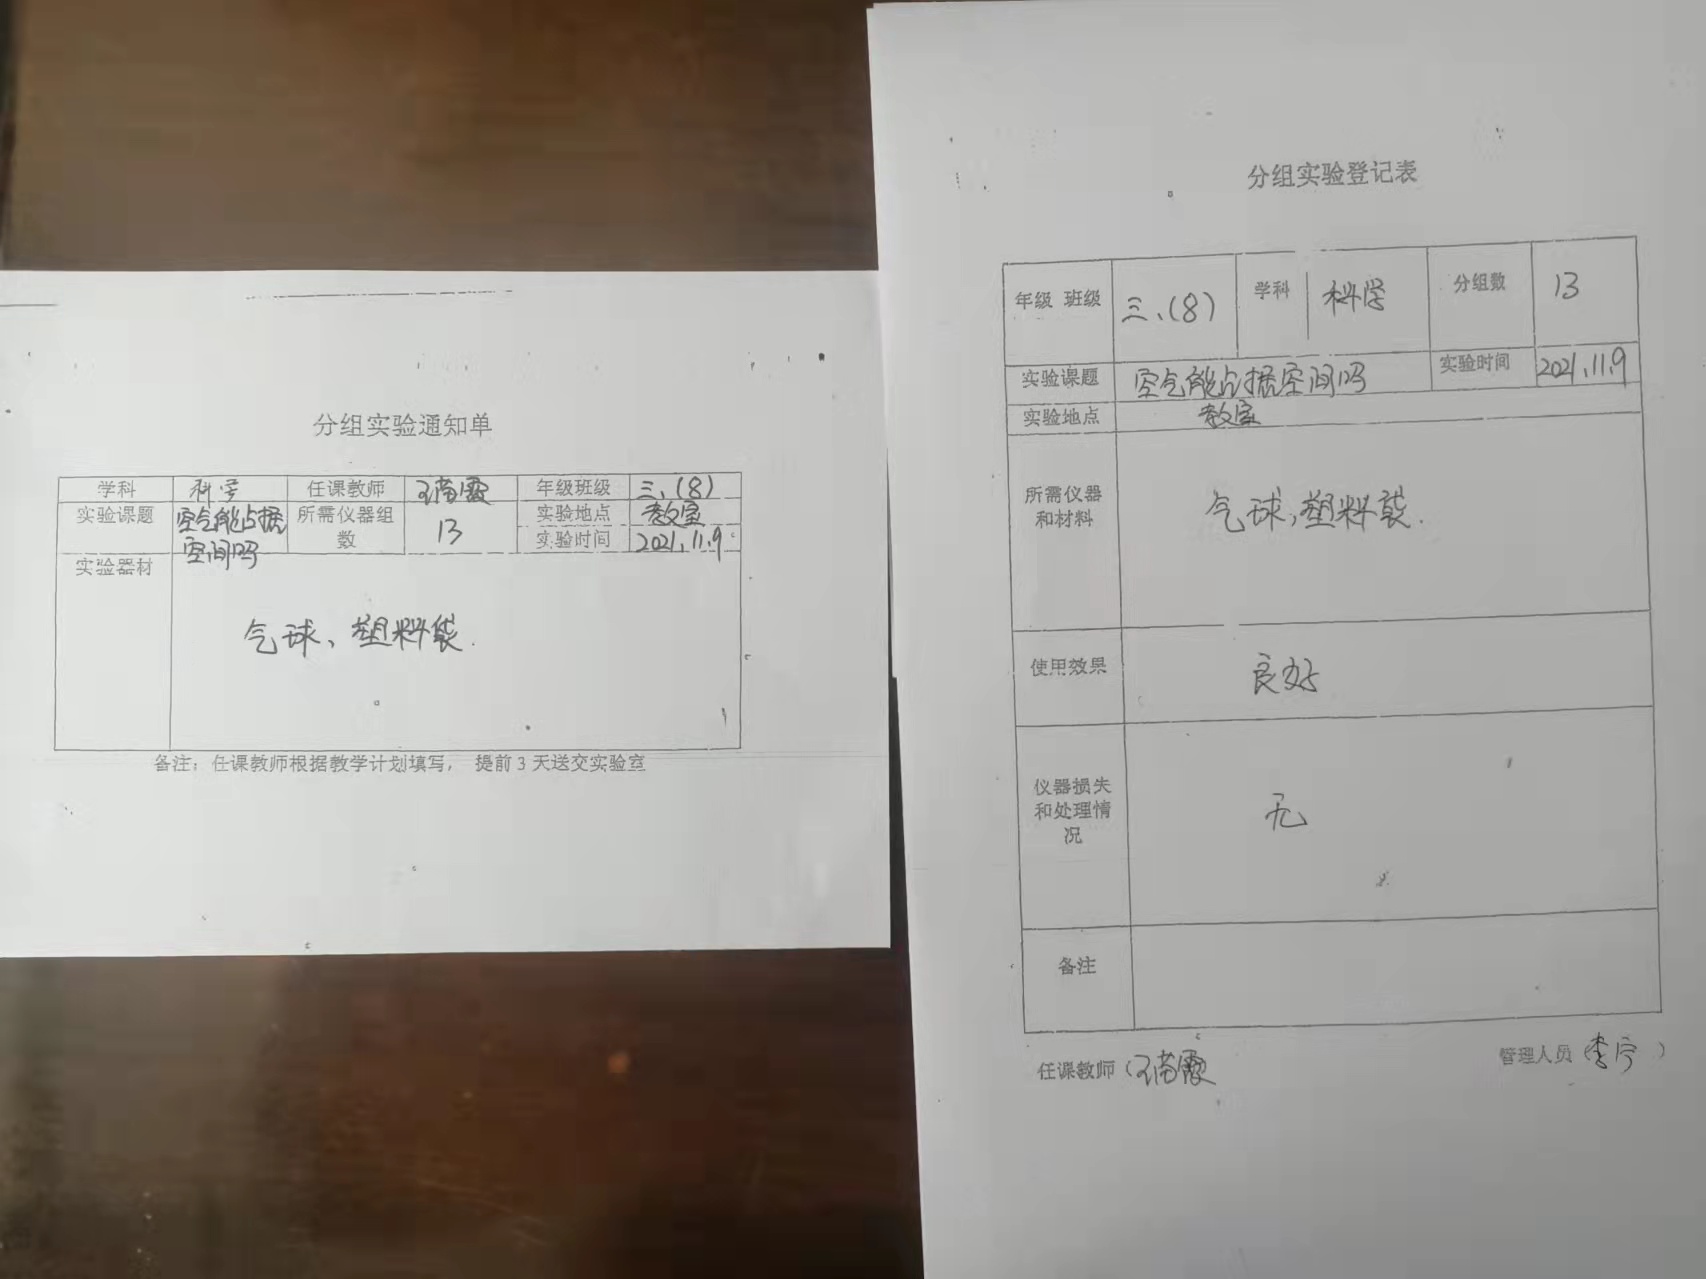 分组实验通知单
学科 科学 任课教师 王苗霞 年级班级 三、(8)
实验课题 空气能占据空间吗 所需仪器组数 13 实验地点 教室
实验时间 2021.11.9
实验器材 气球、塑料袋.
备注：任课教师根据教学计划填写， 提前 3 天送交实验室
分组实验登记表
年级 班级 三、(8) 学科 科学 分组数 13
实验课题 空气能占据空间吗 实验时间 2021.11.9
实验地点 教室
所需仪器和材料 气球，塑料袋.
使用效果 良好
仪器损失和处理情况 无
备注
任课教师（王苗霞 管理人员（李宁）